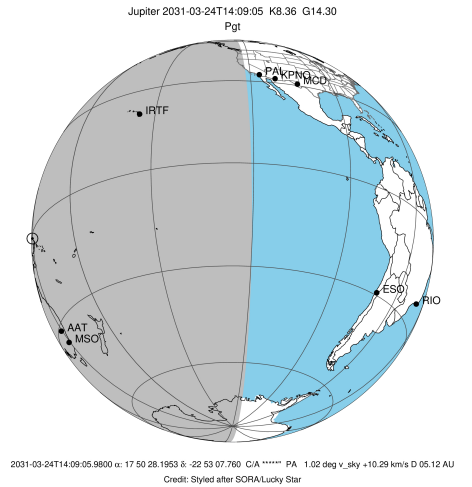 Jupiter 2031-03-24T14:09:05 K8.36 G14.30
Pgt
PAL
KPNO
MCD
IRTF
ESO
RIO
AAT
MSO
2031-03-24T14:09:05.9800 α: 17 50 28.1953 δ: -22 53 07.760 C/A *****" PA 1.02 deg v_sky +10.29 km/s D 05.12 AU
Credit: Styled after SORA/Lucky Star